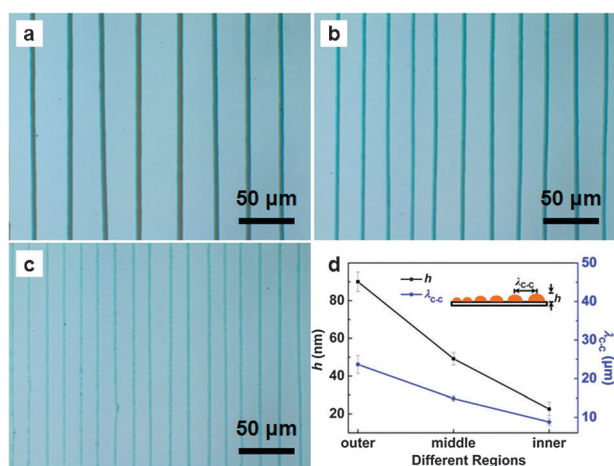 a
50 μm
b
50 μm
c
50 μm
d
h
λC-C
λC-C
h
h (nm)
80
60
40
20
50
40
30
20
10
λC-C (μm)
outer middle inner
Different Regions